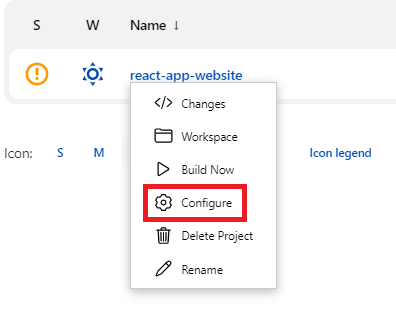 S W Name ↓
react-app-website
Changes
Workspace
Build Now
Configure
Delete Project
Rename
Icon: S M Icon legend